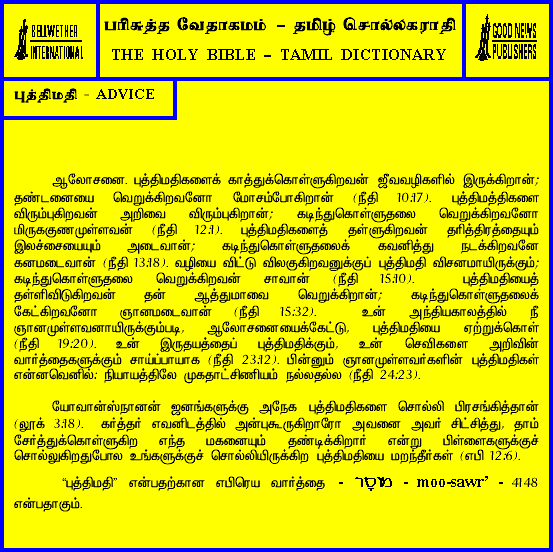 BELLWETHER
INTERNATIONAL
பரிசுத்த வேதாகமம் – தமிழ் சொல்லகராதி
THE HOLY BIBLE – TAMIL DICTIONARY
GOOD NEWS
PUBLISHERS
புத்திமதி - ADVICE
ஆலோசனை. புத்திமதிகளைக் காத்துக்கொள்ளுகிறவன் ஜீவவழிகளில் இருக்கிறான்;
தண்டனையை வெறுக்கிறவனோ மோசம்போகிறான் (நீதி 10:17). புத்திமத்திகளை
விரும்புகிறவன் அறிவை விரும்புகிறான்; கடிந்துகொள்ளுதலை வெறுக்கிறவனோ
மிருககுணமுள்ளவன் (நீதி 12:1). புத்திமதிகளைத் தள்ளுகிறவன் தரித்திரத்தையும்
இலச்சையையும் அடைவான்; கடிந்துகொள்ளுதலைக் கவனித்து நடக்கிறவனே
கனமடைவான் (நீதி 13:18). வழியை விட்டு விலகுகிறவனுக்குப் புத்திமதி விசனமாயிருக்கும்;
கடிந்துகொள்ளுதலை வெறுக்கிறவன் சாவான் (நீதி 15:10). புத்திமதியைத்
தள்ளிவிடுகிறவன் தன் ஆத்துமாவை வெறுக்கிறான்; கடிந்துகொள்ளுதலைக்
கேட்கிறவனோ ஞானமடைவான் (நீதி 15:32). உன் அந்தியகாலத்தில் நீ
ஞானமுள்ளவனாயிருக்கும்படி, ஆலோசனையைக்கேட்டு, புத்திமதியை ஏற்றுக்கொள்
(நீதி 19:20). உன் இருதயத்தைப் புத்திமதிக்கும், உன் செவிகளை அறிவின்
வார்த்தைகளுக்கும் சாய்ப்பாயாக (நீதி 23:12). பின்னும் ஞானமுள்ளவர்களின் புத்திமதிகள்
என்னவெனில்: நியாயத்திலே முகதாட்சிணியம் நல்லதல்ல (நீதி 24:23).
யோவான்ஸ்நானன் ஜனங்களுக்கு அநேக புத்திமதிகளை சொல்லி பிரசங்கித்தான்
(லூக் 3:18). கர்த்தர் எவனிடத்தில் அன்புகூருகிறாரோ அவனை அவர் சிட்சித்து, தாம்
சேர்த்துக்கொள்ளுகிற எந்த மகனையும் தண்டிக்கிறார் என்று பிள்ளைகளுக்குச்
சொல்லுகிறதுபோல உங்களுக்குச் சொல்லியிருக்கிற புத்திமதியை மறந்தீர்கள் (எபி 12:6).
“புத்திமதி” என்பதற்கான எபிரெய வார்த்தை - מוּסָר - moo-sawr’ - 4148
என்பதாகும்.